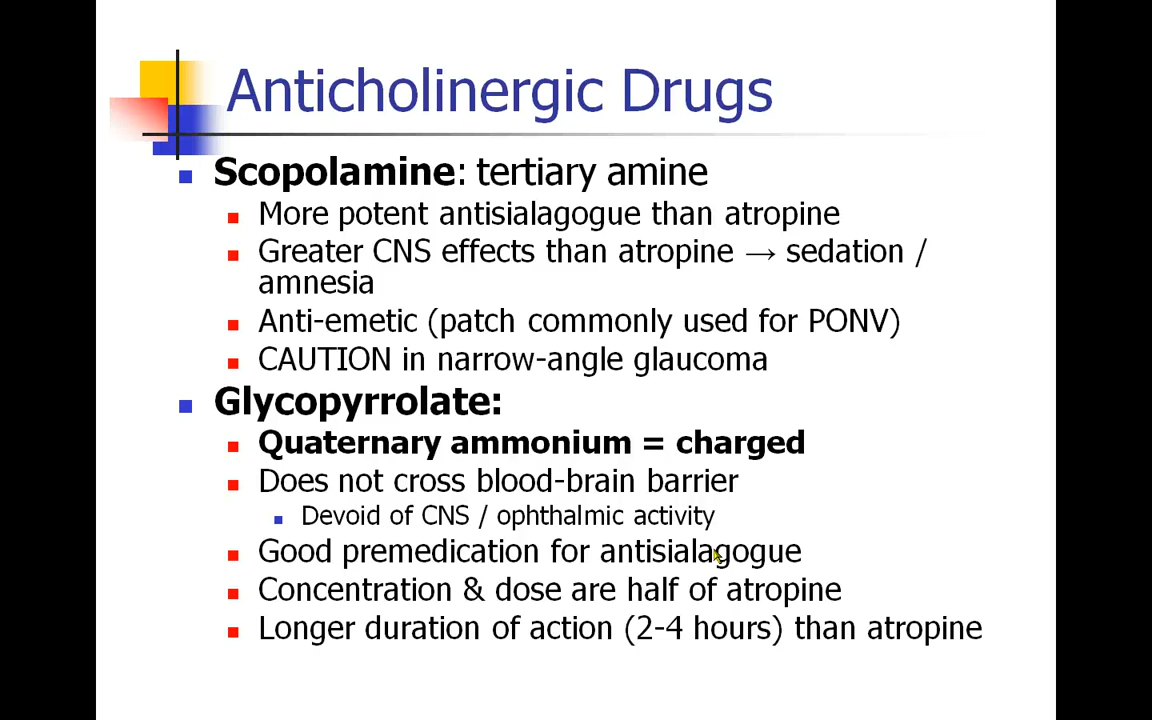 Anticholinergic Drugs
Scopolamine: tertiary amine
More potent antisialagogue than atropine
Greater CNS effects than atropine → sedation /
amnesia
Anti-emetic (patch commonly used for PONV)
CAUTION in narrow-angle glaucoma
Glycopyrrolate:
Quaternary ammonium = charged
Does not cross blood-brain barrier
Devoid of CNS / ophthalmic activity
Good premedication for antisialagogue
Concentration & dose are half of atropine
Longer duration of action (2-4 hours) than atropine